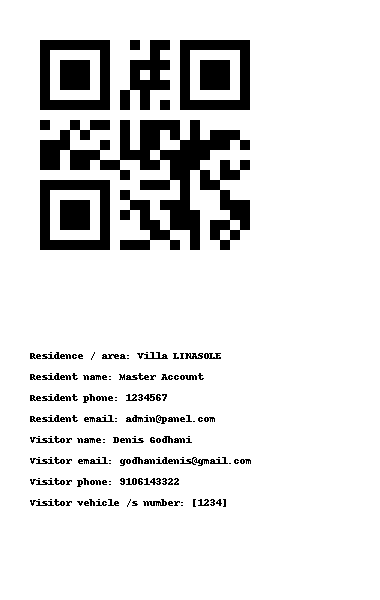 Residence / area: Villa LINASOLE
Resident name: Master Account
Resident phone: 1234567
Resident email: admin@panel.com
Visitor name: Denis Godhani
Visitor email: godhanidenis@gmail.com
Visitor phone: 9106143322
Visitor vehicle /s number: [1234]